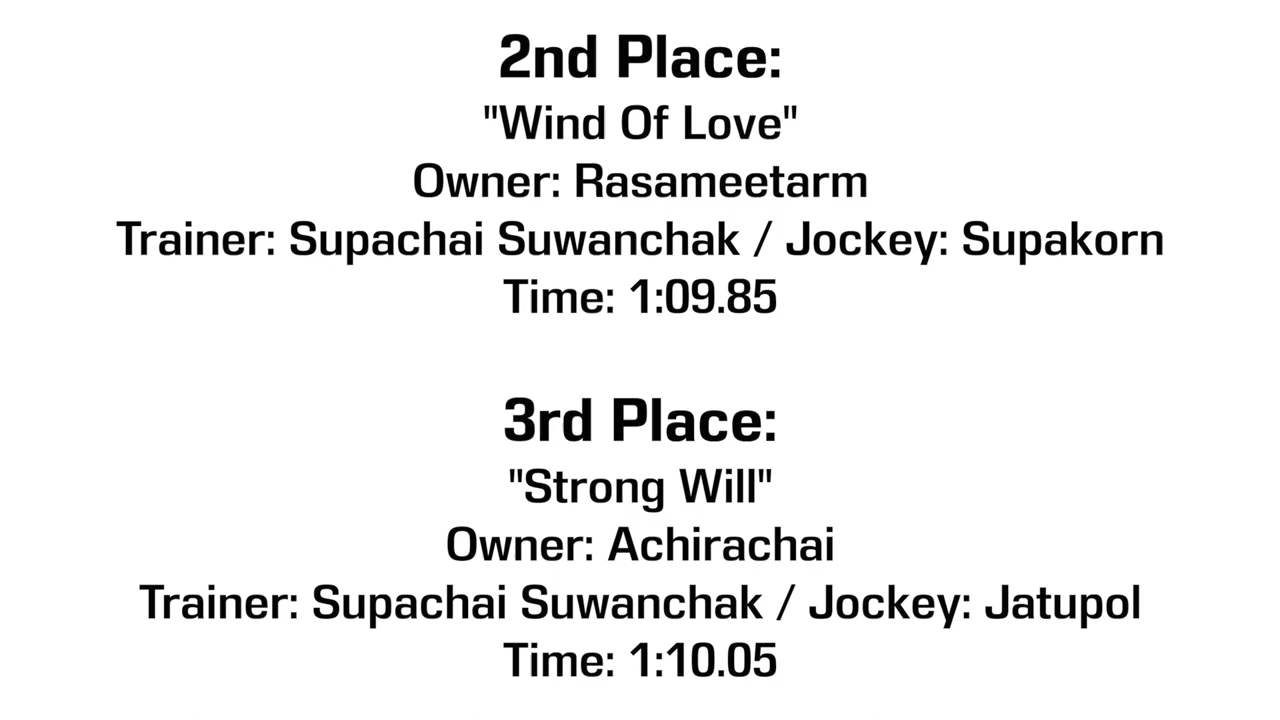 2nd Place:
"Wind Of Love"
Owner: Rasameetarm
Trainer: Supachai Suwanchak / Jockey: Supakorn
Time: 1:09.85
3rd Place:
"Strong Will"
Owner: Achirachai
Trainer: Supachai Suwanchak / Jockey: Jatupol
Time: 1:10.05